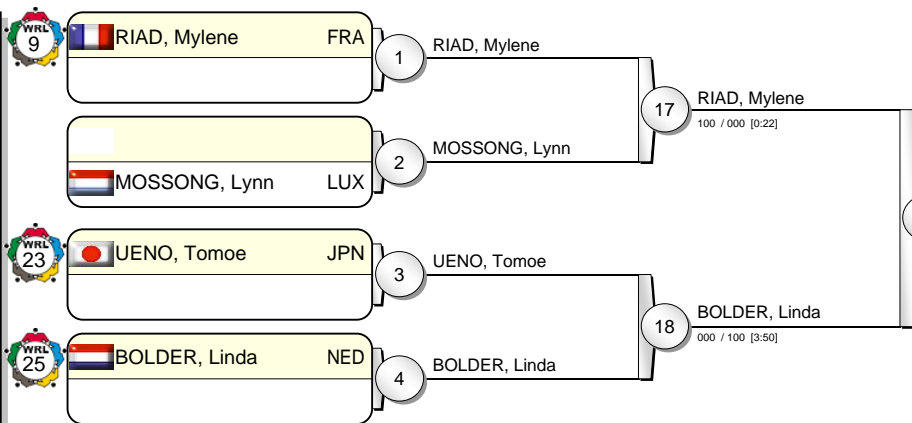 WRL
9
RIAD, Mylene FRA
1
RIAD, Mylene
MOSSONG, Lynn LUX
2
MOSSONG, Lynn
17
RIAD, Mylene
100 / 000 [0:22]
WRL
23
UENO, Tomoe JPN
3
UENO, Tomoe
WRL
25
BOLDER, Linda NED
4
BOLDER, Linda
18
BOLDER, Linda
000 / 100 [3:50]